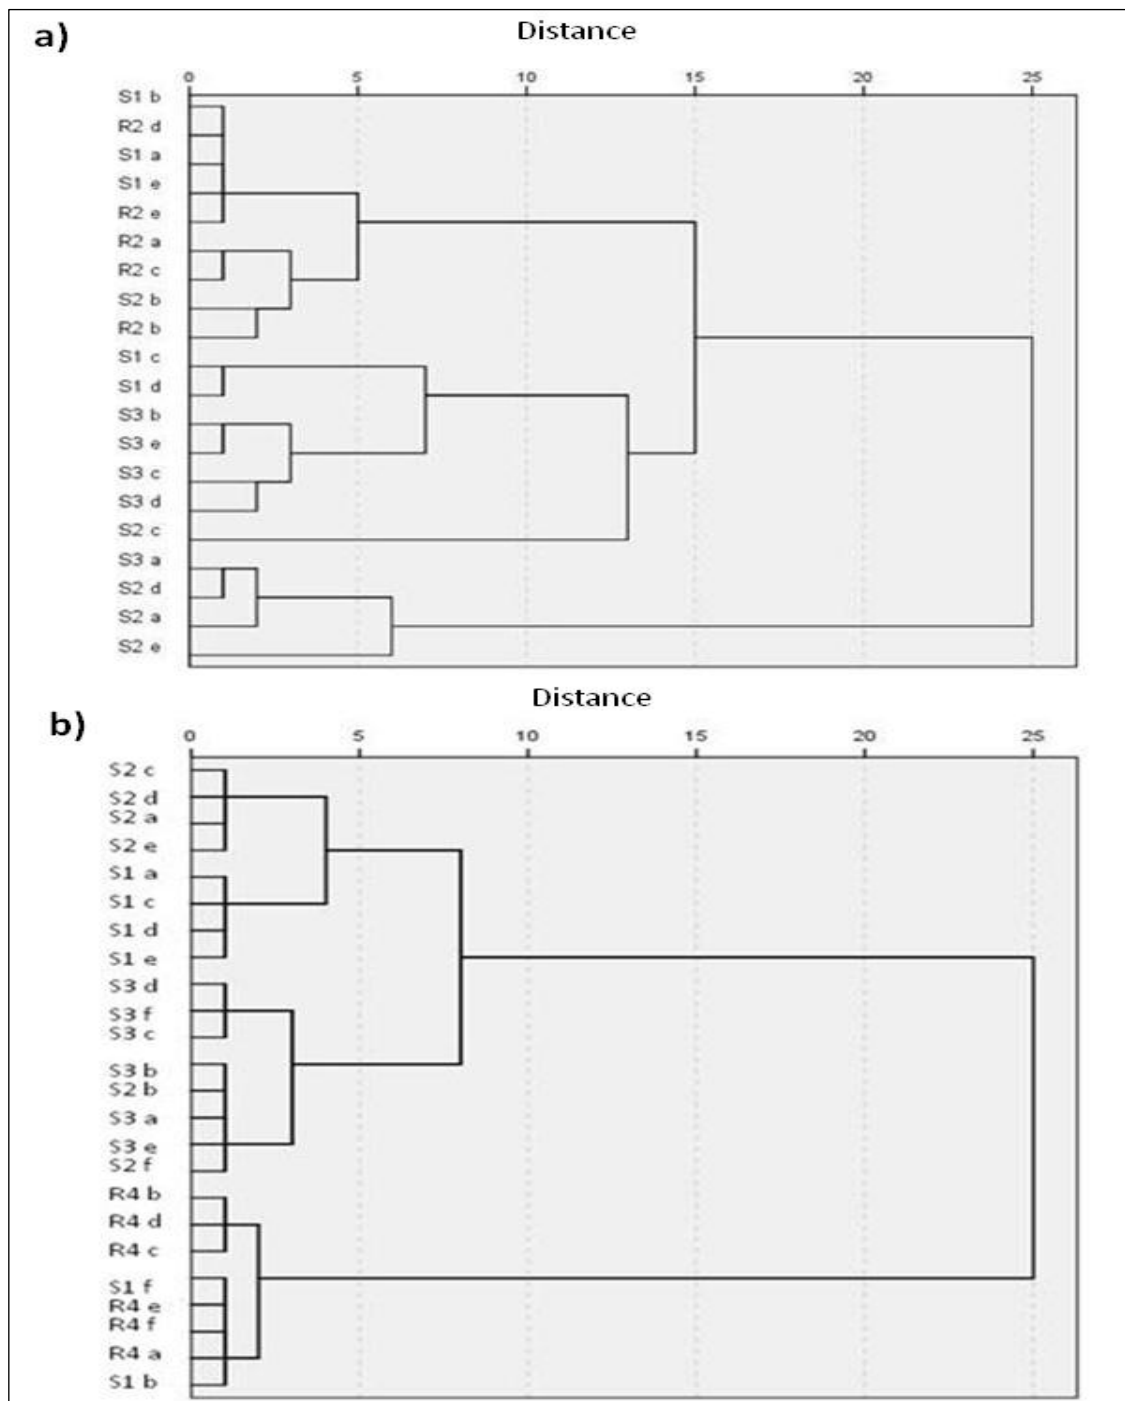 a)
Distance
0 5 10 15 20 25
S1 b
R2 d
S1 a
S1 e
R2 e
R2 a
R2 c
S2 b
R2 b
S1 c
S1 d
S3 b
S3 e
S3 c
S3 d
S2 c
S3 a
S2 d
S2 a
S2 e
Distance
b)
0 5 10 15 20 25
S2 c
S2 d
S2 a
S2 e
S1 a
S1 c
S1 d
S1 e
S3 d
S3 f
S3 c
S3 b
S2 b
S3 a
S3 e
S2 f
R4 b
R4 d
R4 c
S1 f
R4 e
R4 f
R4 a
S1 b